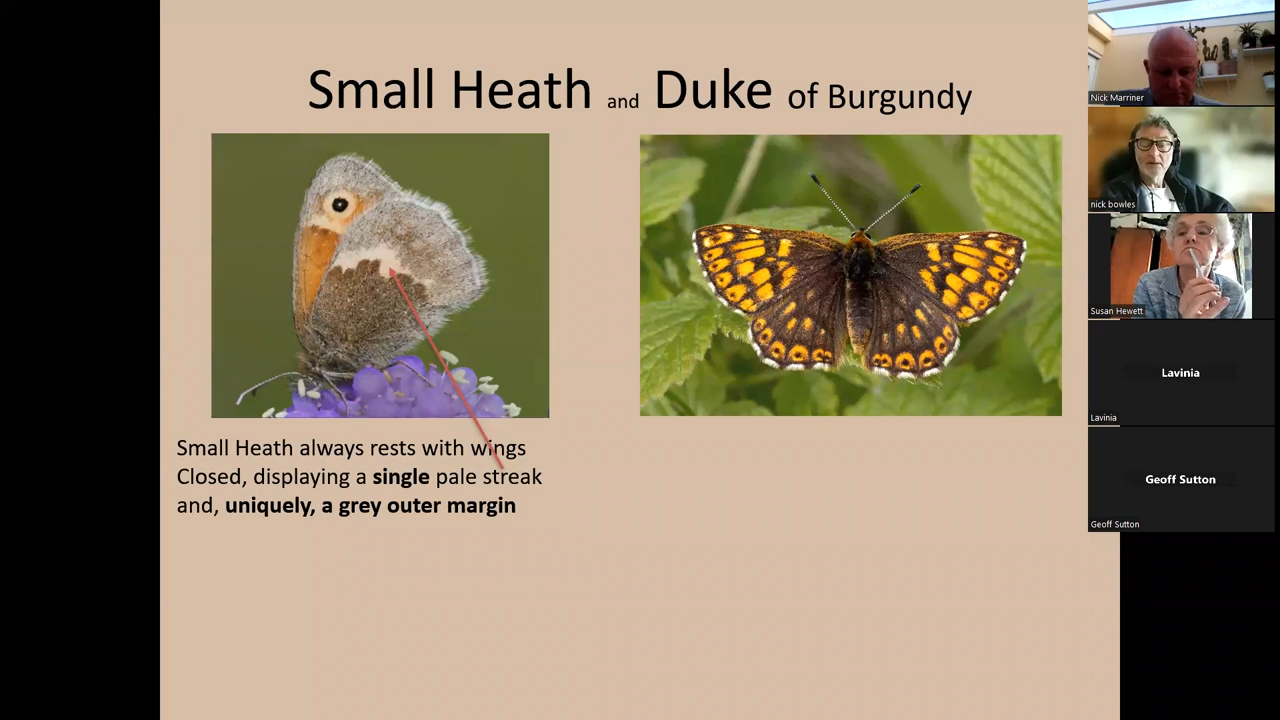 Small Heath and Duke of Burgundy
Small Heath always rests with wings
Closed, displaying a single pale streak
and, uniquely, a grey outer margin
Nick Marriner
nick bowles
Susan Hewett
Lavinia
Lavinia
Geoff Sutton
Geoff Sutton